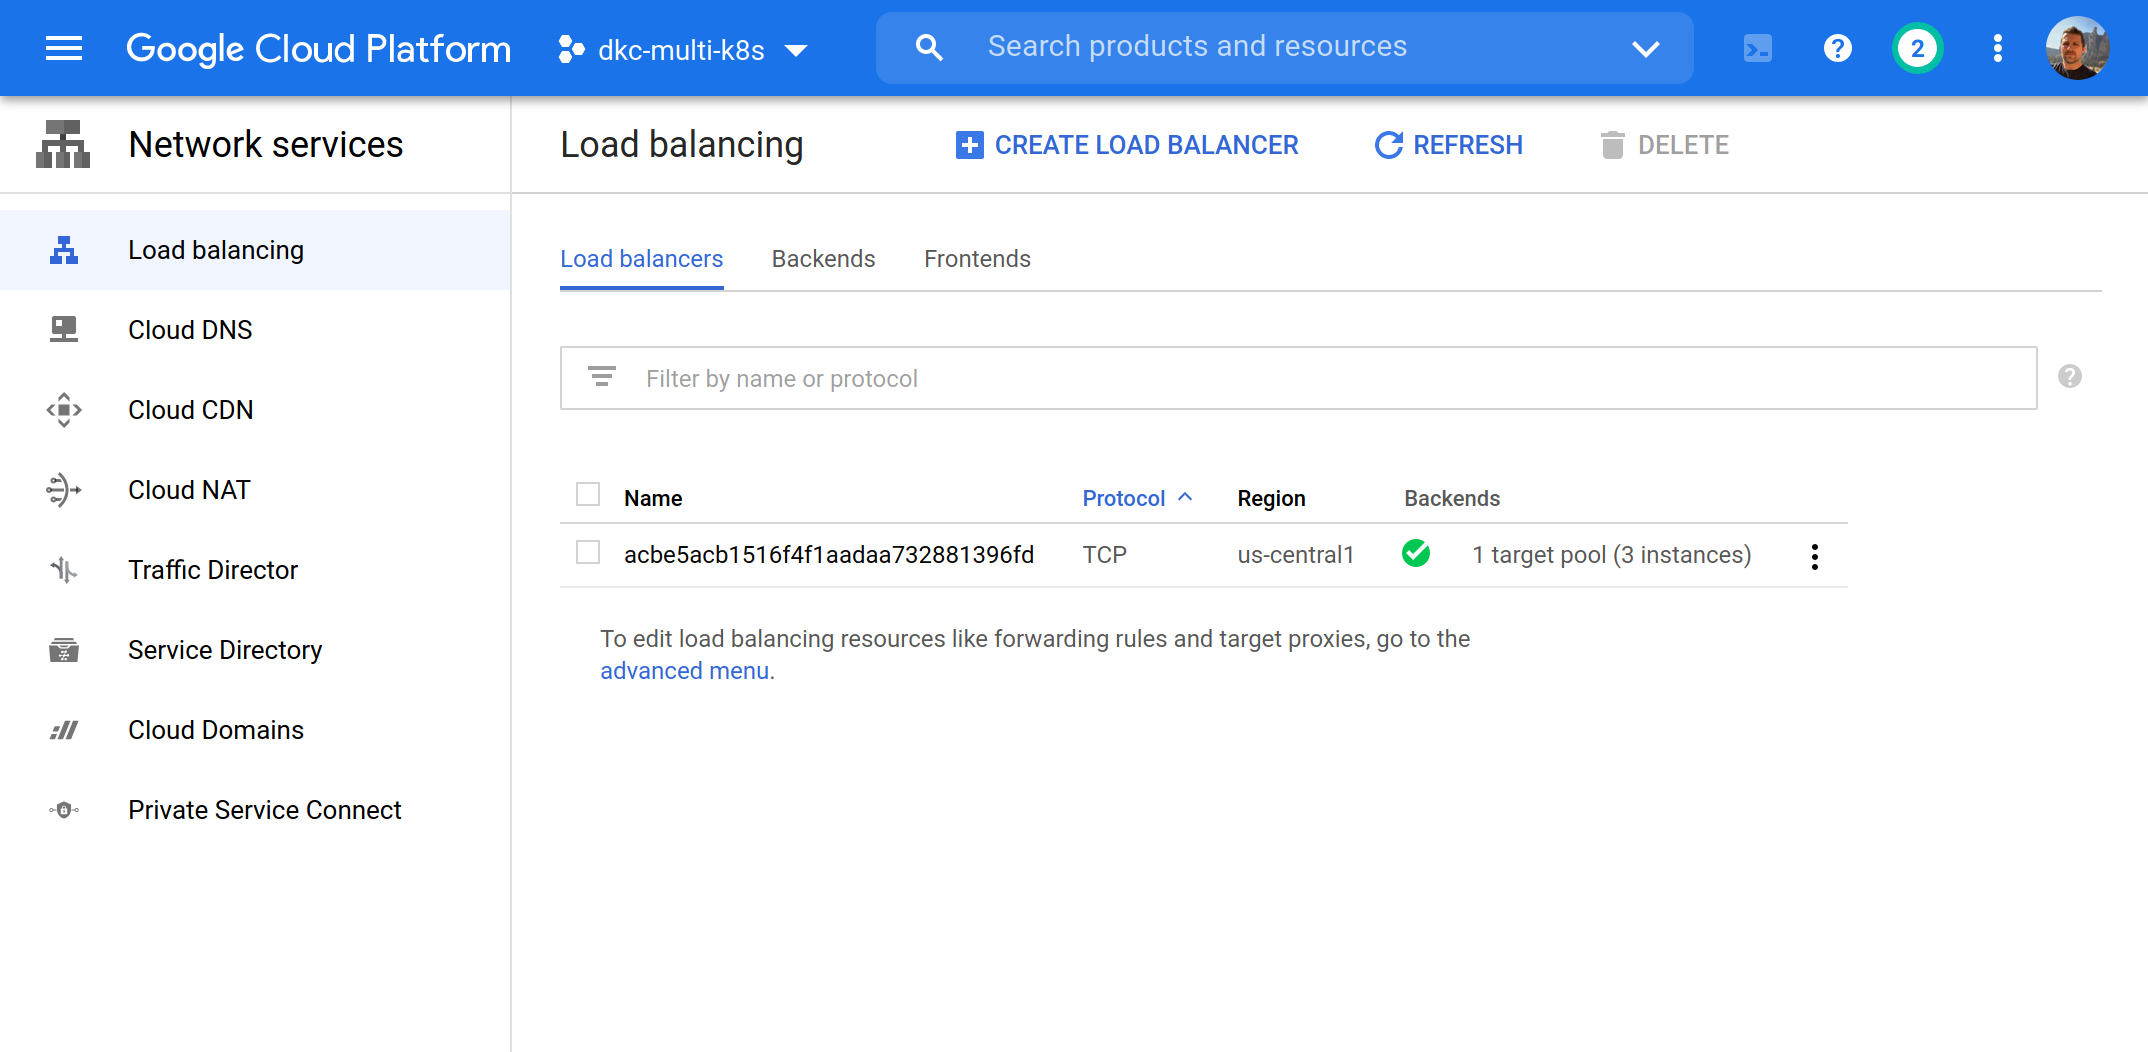 Google Cloud Platform
dkc-multi-k8s
Search products and resources
2
Network services
Load balancing
Cloud DNS
Cloud CDN
Cloud NAT
Traffic Director
Service Directory
Cloud Domains
Private Service Connect
Load balancing
CREATE LOAD BALANCER
REFRESH
DELETE
Load balancers Backends Frontends
Filter by name or protocol
Name Protocol Region Backends
acbe5acb1516f4f1aadaa732881396fd TCP us-central1 1 target pool (3 instances)
To edit load balancing resources like forwarding rules and target proxies, go to the
advanced menu.